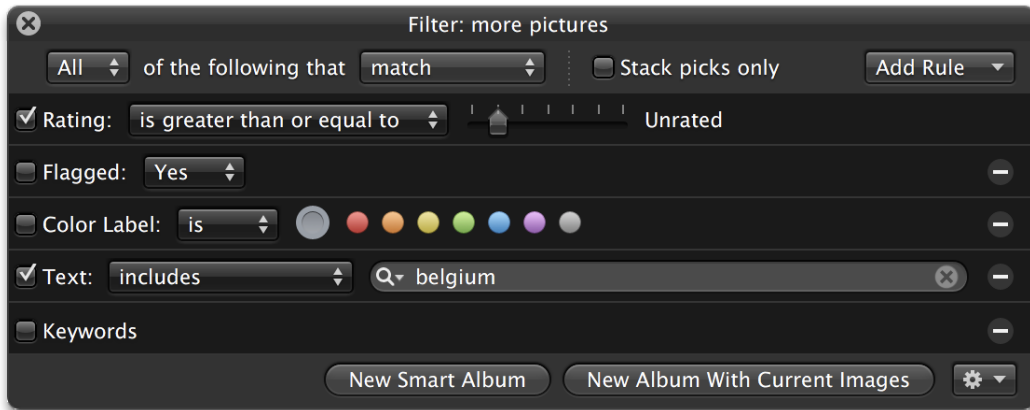 Filter: more pictures
All of the following that match Stack picks only Add Rule
Rating: is greater than or equal to Unrated
Flagged: Yes
Color Label: is
Text: includes belgium
Keywords
New Smart Album New Album With Current Images